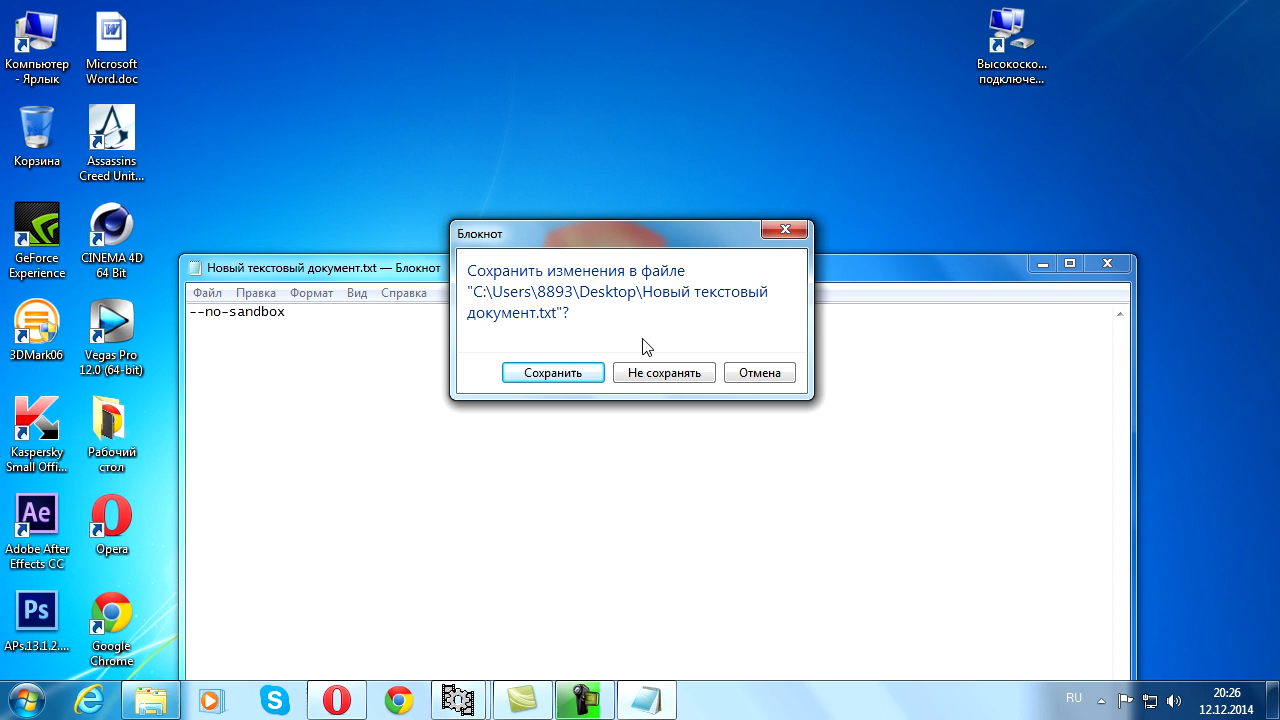 Компьютер
- Ярлык
Microsoft
Word.doc
Высокоско...
подключе...
Корзина
Assassins
Creed Unit...
GeForce
Experience
CINEMA 4D
64 Bit
3DMark06
Vegas Pro
12.0 (64-bit)
Kaspersky
Small Offi...
Рабочий
стол
Ae
Adobe After
Effects CC
Opera
Ps
APs.13.1.2....
Google
Chrome
Блокнот
Сохранить изменения в файле
"C:\Users\8893\Desktop\Новый текстовый
документ.txt"?
Сохранить
Не сохранять
Отмена
Новый текстовый документ.txt — Блокнот
Файл Правка Формат Вид Справка
--no-sandbox
RU
20:26
12.12.2014